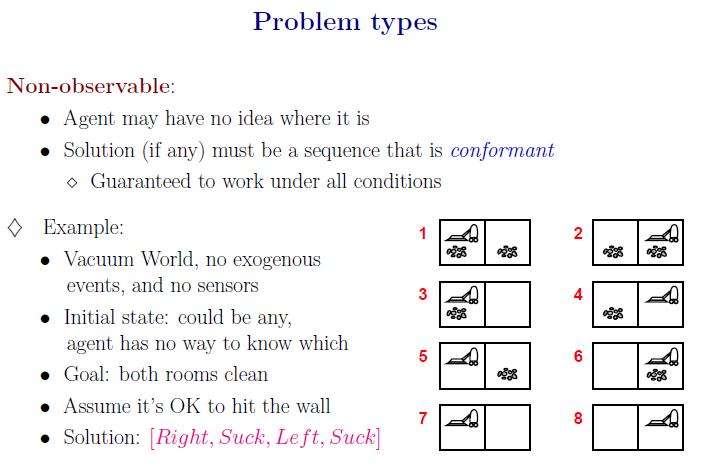 Problem types
Non-observable:
• Agent may have no idea where it is
• Solution (if any) must be a sequence that is conformant
⋄ Guaranteed to work under all conditions
♢ Example:
• Vacuum World, no exogenous
events, and no sensors
• Initial state: could be any,
agent has no way to know which
• Goal: both rooms clean
• Assume it's OK to hit the wall
• Solution: [Right, Suck, Left, Suck]
1 2
3 4
5 6
7 8